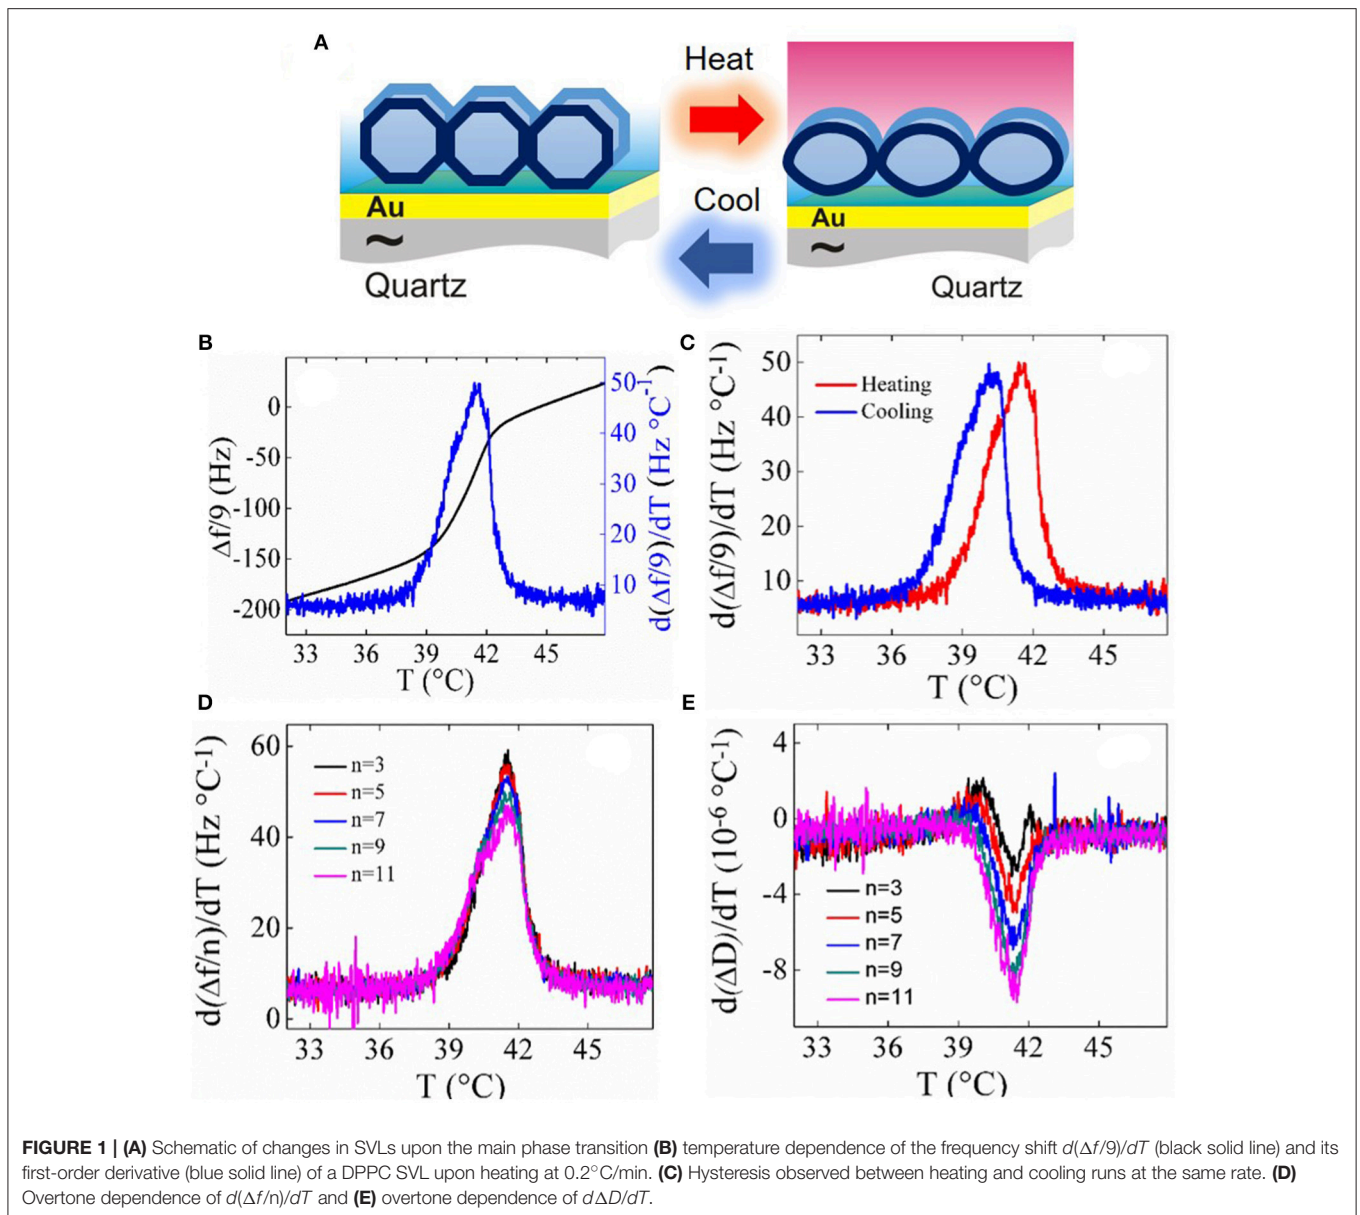 A
Heat
Cool
Au
~
Quartz
Au
~
Quartz
B
Δf/9 (Hz)
0
-50
-100
-150
-200
50
40
30
20
10
d(Δf/9)/dT (Hz °C⁻¹)
33 36 39 42 45
T (°C)
C
d(Δf/9)/dT (Hz °C⁻¹)
50
40
30
20
10
Heating
Cooling
33 36 39 42 45
T (°C)
D
d(Δf/n)/dT (Hz °C⁻¹)
60
40
20
0
n=3
n=5
n=7
n=9
n=11
33 36 39 42 45
T (°C)
E
d(ΔD)/dT (10⁻⁶ °C⁻¹)
4
0
-4
-8
n=3
n=5
n=7
n=9
n=11
33 36 39 42 45
T (°C)
FIGURE 1 | (A) Schematic of changes in SVLs upon the main phase transition (B) temperature dependence of the frequency shift d(Δf/9)/dT (black solid line) and its
first-order derivative (blue solid line) of a DPPC SVL upon heating at 0.2°C/min. (C) Hysteresis observed between heating and cooling runs at the same rate. (D)
Overtone dependence of d(Δf/n)/dT and (E) overtone dependence of dΔD/dT.